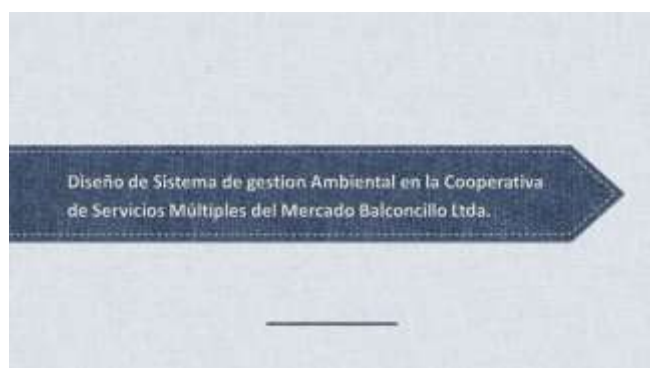 Diseño de Sistema de gestion Ambiental en la Cooperativa
de Servicios Múltiples del Mercado Balconcillo Ltda.